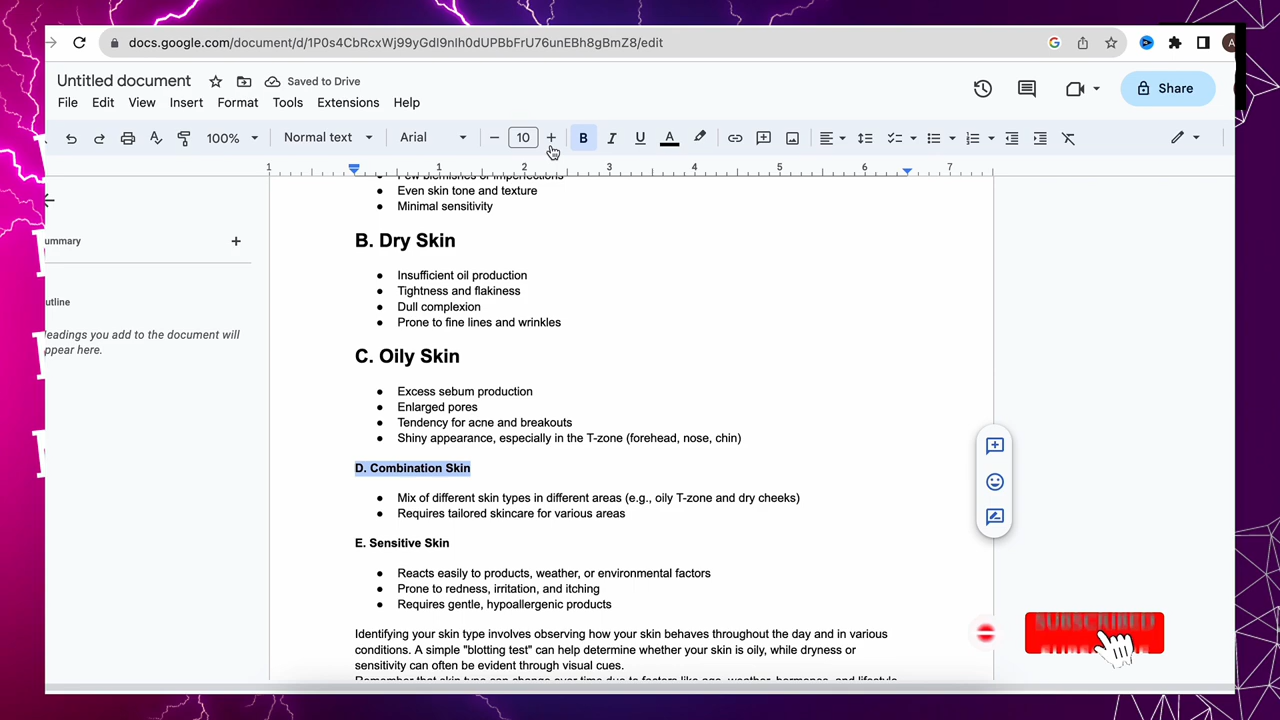 docs.google.com/document/d/1P0s4CbRcxWj99yGdI9nIh0dUPBbFrU76unEBh8gBmZ8/edit
A
Untitled document
Saved to Drive
File Edit View Insert Format Tools Extensions Help
Share
100% Normal text Arial 10 B I U A
1 1 2 3 4 5 6 7
Few blemishes or imperfections
Even skin tone and texture
Minimal sensitivity
ummary
utline
eadings you add to the document will
ppear here.
B. Dry Skin
Insufficient oil production
Tightness and flakiness
Dull complexion
Prone to fine lines and wrinkles
C. Oily Skin
Excess sebum production
Enlarged pores
Tendency for acne and breakouts
Shiny appearance, especially in the T-zone (forehead, nose, chin)
D. Combination Skin
Mix of different skin types in different areas (e.g., oily T-zone and dry cheeks)
Requires tailored skincare for various areas
E. Sensitive Skin
Reacts easily to products, weather, or environmental factors
Prone to redness, irritation, and itching
Requires gentle, hypoallergenic products
Identifying your skin type involves observing how your skin behaves throughout the day and in various
conditions. A simple "blotting test" can help determine whether your skin is oily, while dryness or
sensitivity can often be evident through visual cues.
Remember that skin type can change over time due to factors like age, weather, hormones, and lifestyle
SUBSCRIBED